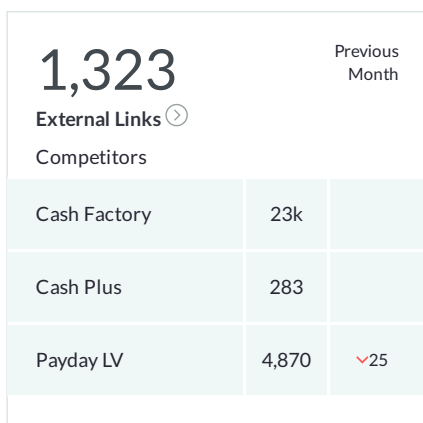 1,323
Previous
Month
External Links
Competitors
Cash Factory 23k
Cash Plus 283
Payday LV 4,870 25